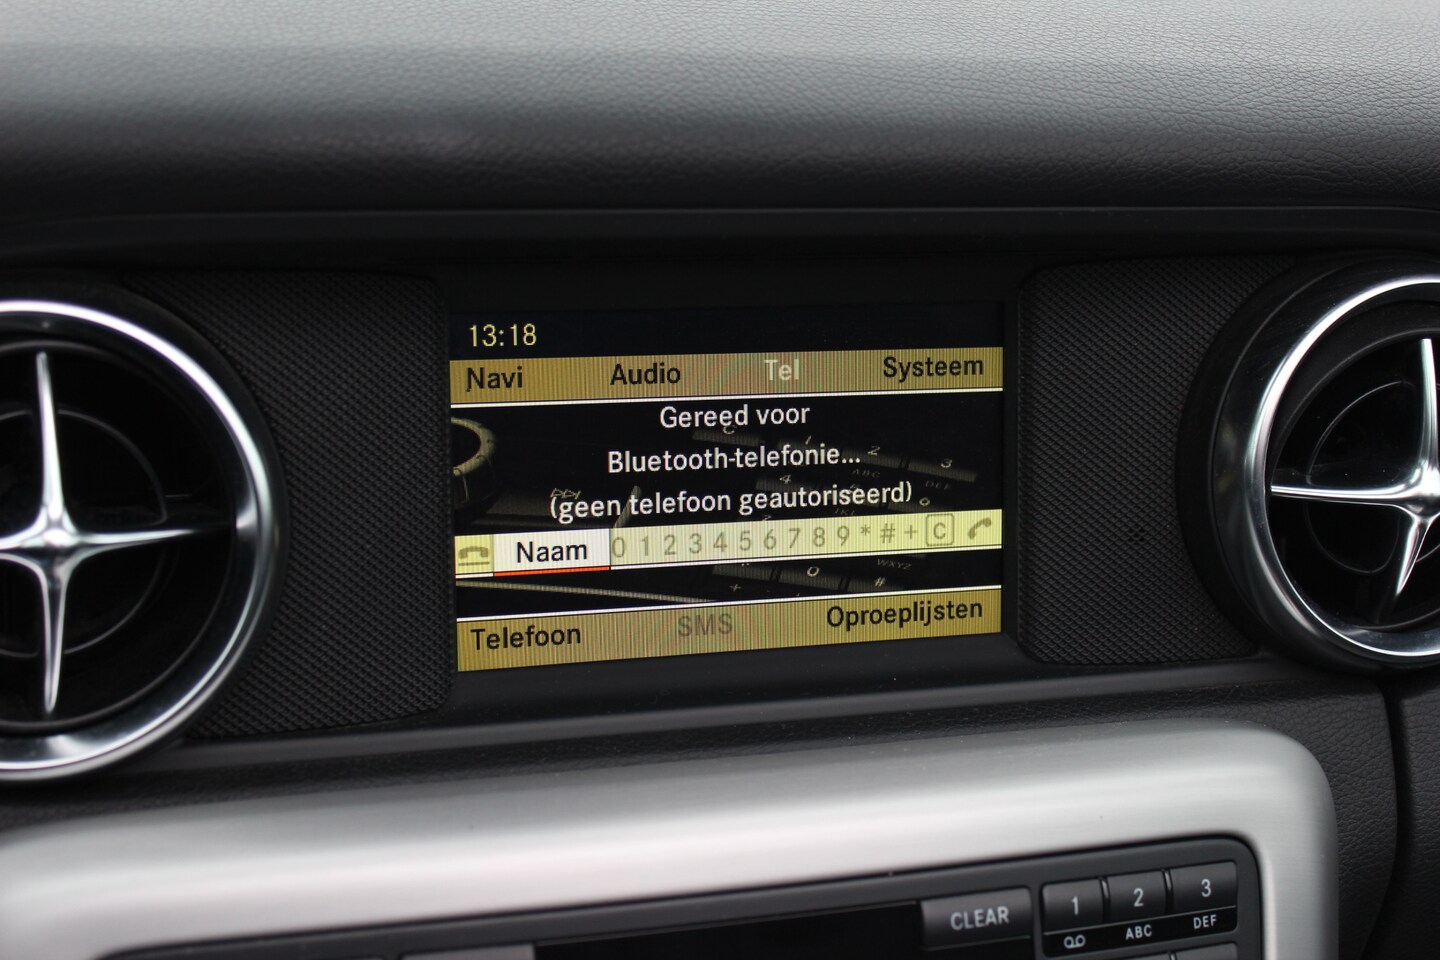 13:18
Navi Audio Tel Systeem
Gereed voor
Bluetooth-telefonie...
(geen telefoon geautoriseerd)
Naam 0 1 2 3 4 5 6 7 8 9 * # + C
Telefoon SMS Oproeplijsten
CLEAR 1 2 3
ABC DEF